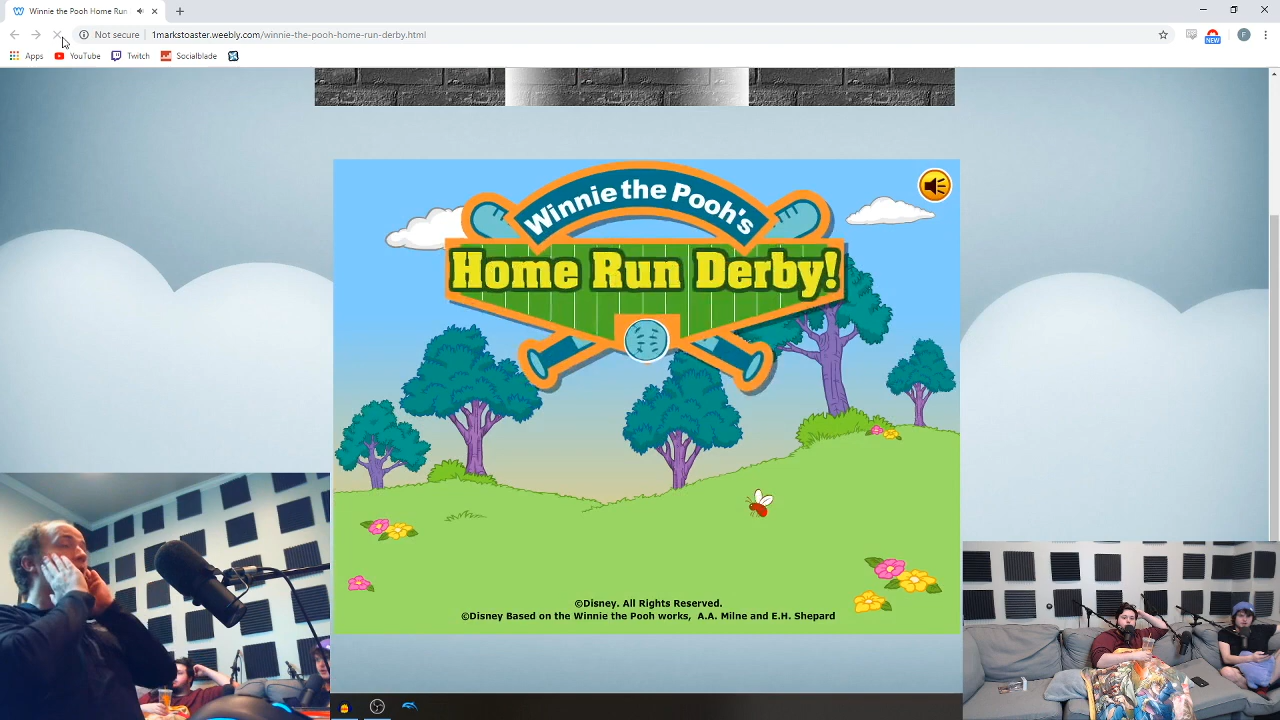 Winnie the Pooh Home Run
Not secure
1markstoaster.weebly.com/winnie-the-pooh-home-run-derby.html
NEW
F
Apps
YouTube
Twitch
Socialblade
Winnie the Pooh's
Home Run Derby!
©Disney. All Rights Reserved.
©Disney Based on the Winnie the Pooh works, A.A. Milne and E.H. Shepard